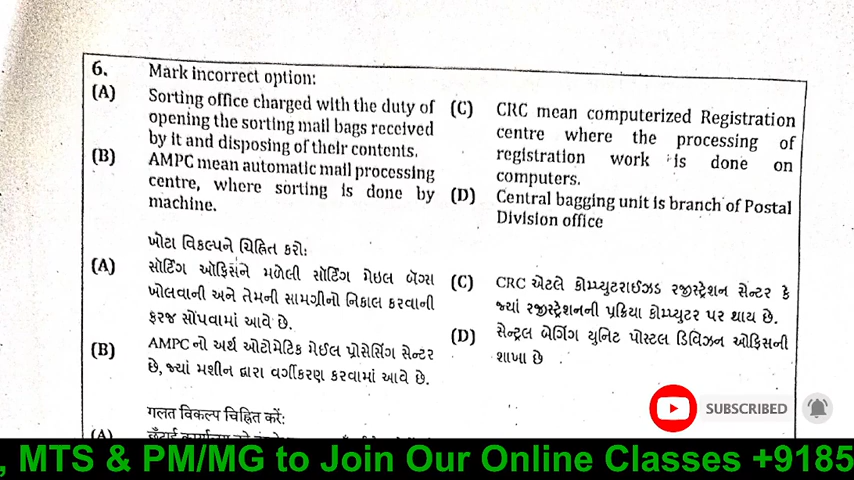 6. Mark incorrect option:
(A) Sorting office charged with the duty of
opening the sorting mail bags received
by it and disposing of their contents.
(B) AMPC mean automatic mail processing
centre, where sorting is done by
machine.
(C) CRC mean computerized Registration
centre where the processing of
registration work is done on
computers.
(D) Central bagging unit is branch of Postal
Division office
ખોટા વિકલ્પને ચિહ્નિત કરો:
(A) સૉર્ટિંગ ઑફિસને મળેલી સૉર્ટિંગ મેઇલ બૅગ્સ
ખોલવાની અને તેમની સામગીનો નિકાલ કરવાની
ફરજ સોંપવામાં આવે છે.
(B) AMPC નો અર્થ ઓટોમેટિક મેઈલ પ્રોસેસિંગ સેન્ટર
છે, જ્યાં મશીન દ્વારા વર્ગીકરણ કરવામાં આવે છે.
(C) CRC એટલે કોમ્પ્યુટરાઈઝડ રજીસ્ટ્રેશન સેન્ટર કે
જ્યાં રજીસ્ટ્રેશનની પ્રક્રિયા કોમ્પ્યુટર પર થાય છે.
(D) સેન્ટ્રલ બેગિંગ યુનિટ પોસ્ટલ ડિવિઝન ઓફિસની
શાખા છે
गलत विकल्प चिह्नित करें:
(A)
SUBSCRIBED
, MTS & PM/MG to Join Our Online Classes +9185